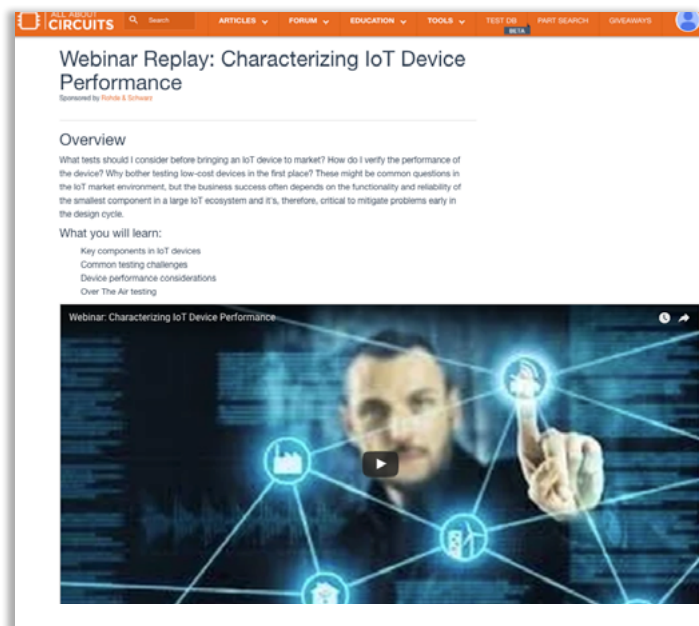 ALL ABOUT
CIRCUITS
Search
ARTICLES
FORUM
EDUCATION
TOOLS
TEST DB
BETA
PART SEARCH
GIVEAWAYS
Webinar Replay: Characterizing IoT Device
Performance
Sponsored by Rohde & Schwarz
Overview
What tests should I consider before bringing an IoT device to market? How do I verify the performance of
the device? Why bother testing low-cost devices in the first place? These might be common questions in
the IoT market environment, but the business success often depends on the functionality and reliability of
the smallest component in a large IoT ecosystem and it's, therefore, critical to mitigate problems early in
the design cycle.
What you will learn:
Key components in IoT devices
Common testing challenges
Device performance considerations
Over The Air testing
Webinar: Characterizing IoT Device Performance